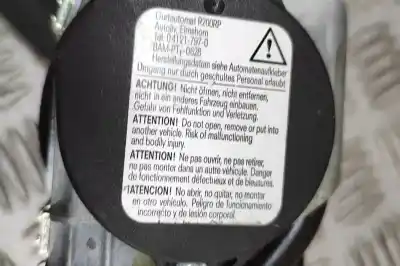 Gurtautomat R200RP
Autoliv, Elmshorn
Tel. 04121-797-0
BAM-PT₁-0828
Herstellungsdatum siehe Automatenaufkleber
Umgang nur durch geschultes Personal erlaubt
ACHTUNG! Nicht öffnen, nicht entfernen,
nicht in ein anderes Fahrzeug einbauen.
Gefahr von Fehlfunktion und Verletzung.
ATTENTION! Do not open, remove or put into
another vehicle. Risk of malfunctioning
and bodily injury.
ATTENTION! Ne pas ouvrir, ne pas retirer,
ne pas monter dans un autre véhicule. Danger
de fonctionnement défectueux et de blessures.
¡ATENCION! No abrir, no quitar, no montar
en otro vehículo. Peligro de funcionamiento
incorrecto y de lesión corporal.